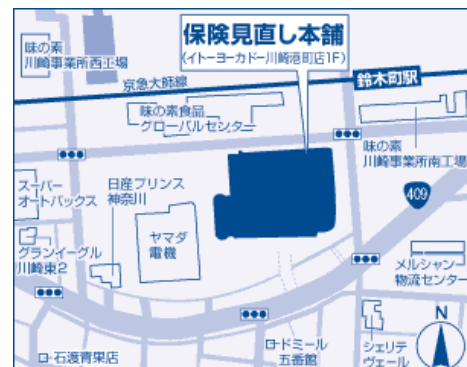 保険見直し本舗
(イトーヨーカドー川崎港町店1F)
味の素
川崎事業所西工場
京急大師線
鈴木町駅
味の素食品
グローバルセンター
味の素
川崎事業所南工場
スーパー
オートバックス
日産プリンス
神奈川
409
ヤマダ
電機
グランイーグル
川崎東2
メルシャン
物流センター
石渡青果店
ロードミール
五番館
シェリテ
ヴェール
N